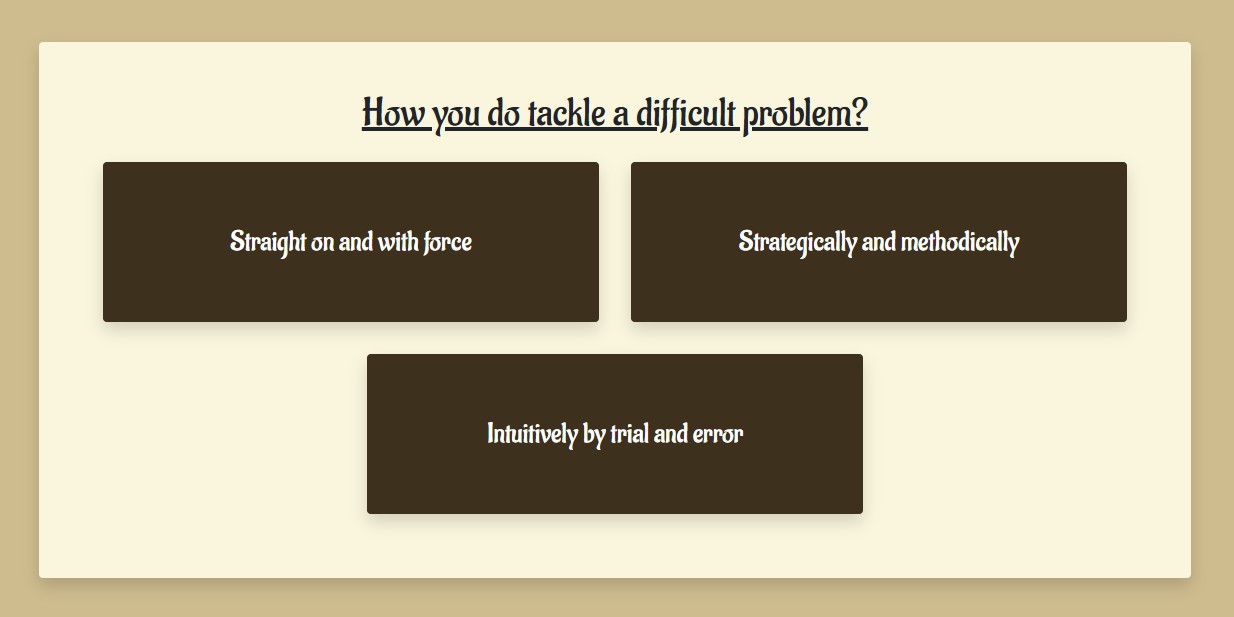 How you do tackle a difficult problem?
Straight on and with force
Strategically and methodically
Intuitively by trial and error